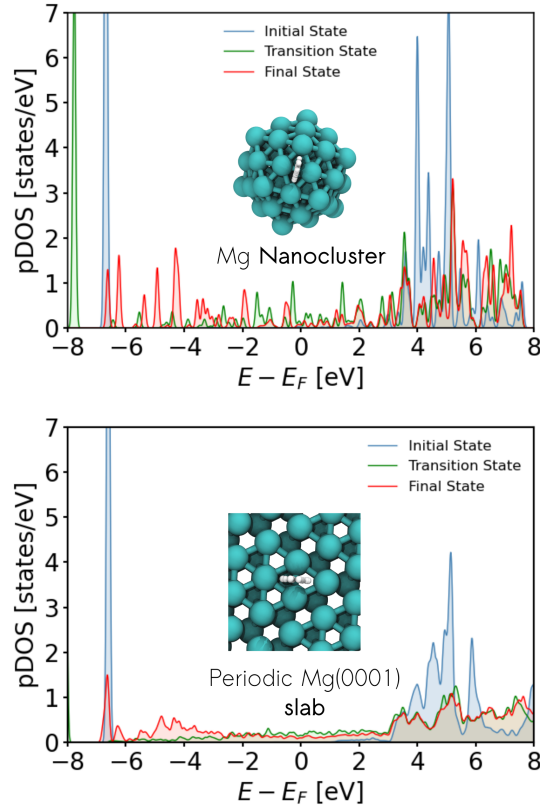 7
6
5
4
3
2
1
0
pDOS [states/eV]
Initial State
Transition State
Final State
Mg Nanocluster
−8 −6 −4 −2 0 2 4 6 8
E − E_F [eV]
7
6
5
4
3
2
1
0
pDOS [states/eV]
Initial State
Transition State
Final State
Periodic Mg(0001)
slab
−8 −6 −4 −2 0 2 4 6 8
E − E_F [eV]